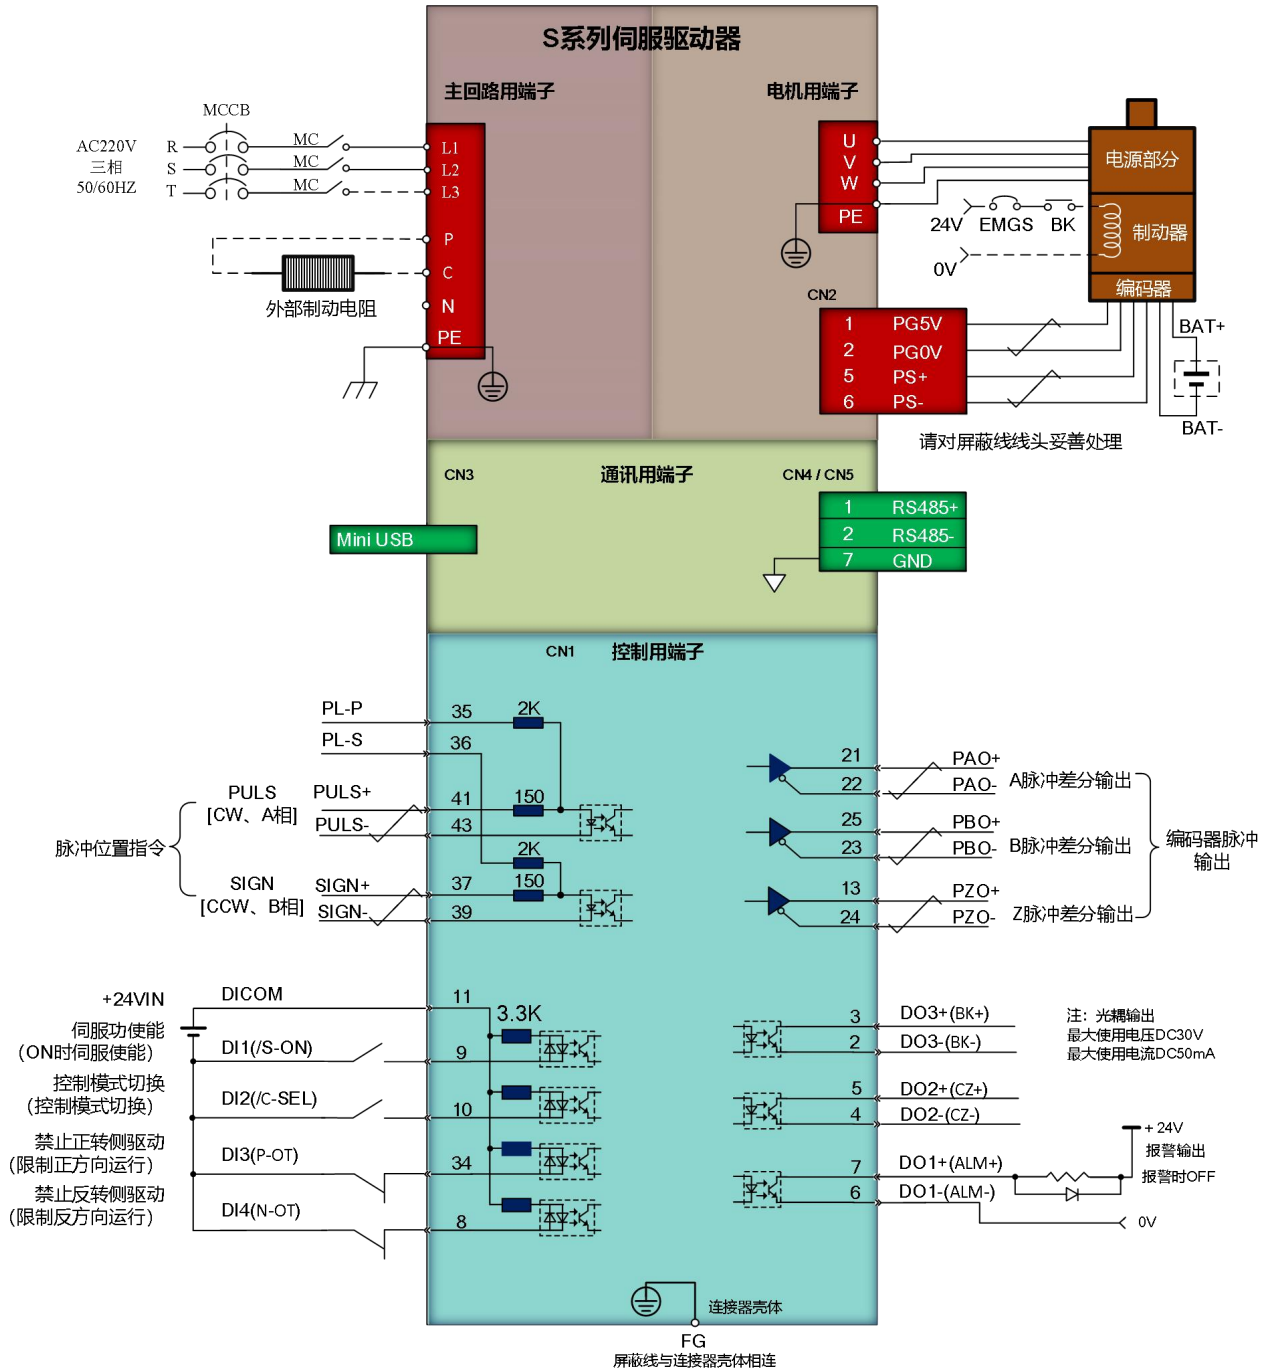 S系列伺服驱动器
主回路用端子
电机用端子
MCCB
AC220V
三相
50/60HZ
R
S
T
MC
MC
MC
L1
L2
L3
P
C
N
PE
外部制动电阻
U
V
W
PE
电源部分
制动器
编码器
24V
EMGS
BK
0V
CN2
1 PG5V
2 PG0V
5 PS+
6 PS-
BAT+
BAT-
请对屏蔽线线头妥善处理
CN3
通讯用端子
CN4 / CN5
Mini USB
1 RS485+
2 RS485-
7 GND
CN1
控制用端子
PL-P
35
2K
PL-S
36
脉冲位置指令
PULS
[CW、A相]
PULS+
41
150
PULS-
43
2K
SIGN
[CCW、B相]
SIGN+
37
150
SIGN-
39
21 PAO+
22 PAO-
A脉冲差分输出
25 PBO+
23 PBO-
B脉冲差分输出
13 PZO+
24 PZO-
Z脉冲差分输出
编码器脉冲
输出
+24VIN
DICOM
11
3.3K
伺服功使能
(ON时伺服使能)
DI1(/S-ON)
9
控制模式切换
(控制模式切换)
DI2(/C-SEL)
10
禁止正转侧驱动
(限制正方向运行)
DI3(P-OT)
34
禁止反转侧驱动
(限制反方向运行)
DI4(N-OT)
8
3 DO3+(BK+)
2 DO3-(BK-)
注：光耦输出
最大使用电压DC30V
最大使用电流DC50mA
5 DO2+(CZ+)
4 DO2-(CZ-)
7 DO1+(ALM+)
6 DO1-(ALM-)
+ 24V
报警输出
报警时OFF
0V
连接器壳体
FG
屏蔽线与连接器壳体相连